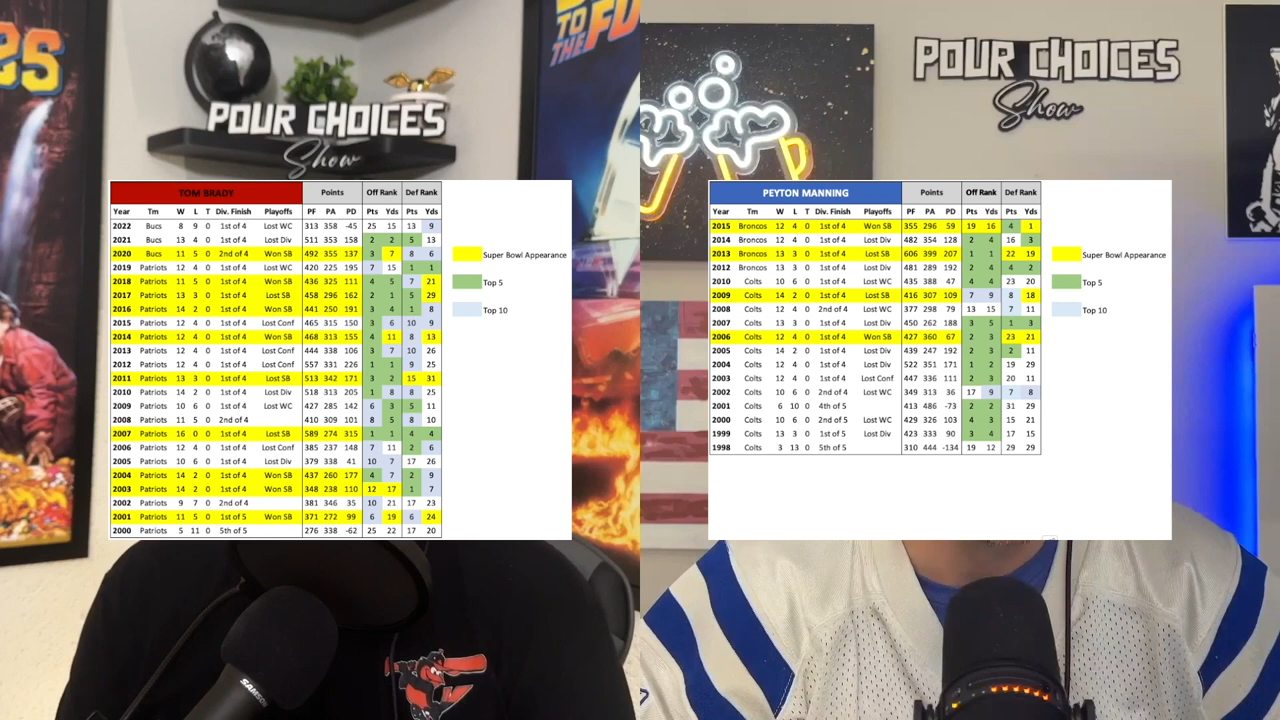 25
TO
THE FU
POUR CHOICES
Show
POUR CHOICES
Show
TOM BRADY Points Off Rank Def Rank
Year Tm W L T Div. Finish Playoffs PF PA PD Pts Yds Pts Yds
2022 Bucs 8 9 0 1st of 4 Lost WC 313 358 -45 25 15 13 9
2021 Bucs 13 4 0 1st of 4 Lost Div 511 353 158 2 2 5 13
2020 Bucs 11 5 0 2nd of 4 Won SB 492 355 137 3 7 8 6
2019 Patriots 12 4 0 1st of 4 Lost WC 420 225 195 7 15 1 1
2018 Patriots 11 5 0 1st of 4 Won SB 436 325 111 4 5 7 21
2017 Patriots 13 3 0 1st of 4 Lost SB 458 296 162 2 1 5 29
2016 Patriots 14 2 0 1st of 4 Won SB 441 250 191 3 4 1 8
2015 Patriots 12 4 0 1st of 4 Lost Conf 465 315 150 3 6 10 9
2014 Patriots 12 4 0 1st of 4 Won SB 468 313 155 4 11 8 13
2013 Patriots 12 4 0 1st of 4 Lost Conf 444 338 106 3 7 10 26
2012 Patriots 12 4 0 1st of 4 Lost Conf 557 331 226 1 1 9 25
2011 Patriots 13 3 0 1st of 4 Lost SB 513 342 171 3 2 15 31
2010 Patriots 14 2 0 1st of 4 Lost Div 518 313 205 1 8 8 25
2009 Patriots 10 6 0 1st of 4 Lost WC 427 285 142 6 3 5 11
2008 Patriots 11 5 0 2nd of 4 410 309 101 8 5 8 10
2007 Patriots 16 0 0 1st of 4 Lost SB 589 274 315 1 1 4 4
2006 Patriots 12 4 0 1st of 4 Lost Conf 385 237 148 7 11 2 6
2005 Patriots 10 6 0 1st of 4 Lost Div 379 338 41 10 7 17 26
2004 Patriots 14 2 0 1st of 4 Won SB 437 260 177 4 7 2 9
2003 Patriots 14 2 0 1st of 4 Won SB 348 238 110 12 17 1 7
2002 Patriots 9 7 0 2nd of 4 381 346 35 10 21 17 23
2001 Patriots 11 5 0 1st of 5 Won SB 371 272 99 6 19 6 24
2000 Patriots 5 11 0 5th of 5 276 338 -62 25 22 17 20
Super Bowl Appearance
Top 5
Top 10
PEYTON MANNING Points Off Rank Def Rank
Year Tm W L T Div. Finish Playoffs PF PA PD Pts Yds Pts Yds
2015 Broncos 12 4 0 1st of 4 Won SB 355 296 59 19 16 4 1
2014 Broncos 12 4 0 1st of 4 Lost Div 482 354 128 2 4 16 3
2013 Broncos 13 3 0 1st of 4 Lost SB 606 399 207 1 1 22 19
2012 Broncos 13 3 0 1st of 4 Lost Div 481 289 192 2 4 4 2
2010 Colts 10 6 0 1st of 4 Lost WC 435 388 47 4 4 23 20
2009 Colts 14 2 0 1st of 4 Lost SB 416 307 109 7 9 8 18
2008 Colts 12 4 0 2nd of 4 Lost WC 377 298 79 13 15 7 11
2007 Colts 13 3 0 1st of 4 Lost Div 450 262 188 3 5 1 3
2006 Colts 12 4 0 1st of 4 Won SB 427 360 67 2 3 23 21
2005 Colts 14 2 0 1st of 4 Lost Div 439 247 192 2 3 2 11
2004 Colts 12 4 0 1st of 4 Lost Div 522 351 171 1 2 19 29
2003 Colts 12 4 0 1st of 4 Lost Conf 447 336 111 2 3 20 11
2002 Colts 10 6 0 2nd of 4 Lost WC 349 313 36 17 9 7 8
2001 Colts 6 10 0 4th of 5 413 486 -73 2 2 31 29
2000 Colts 10 6 0 2nd of 5 Lost WC 429 326 103 4 3 15 21
1999 Colts 13 3 0 1st of 5 Lost Div 423 333 90 3 4 17 15
1998 Colts 3 13 0 5th of 5 310 444 -134 19 12 29 29
Super Bowl Appearance
Top 5
Top 10
SAMSON